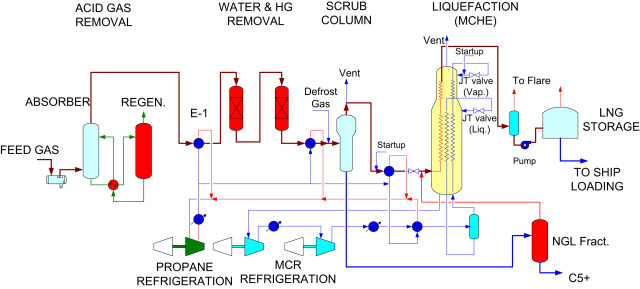 ACID GAS
REMOVAL
WATER & HG
REMOVAL
SCRUB
COLUMN
LIQUEFACTION
(MCHE)
Vent
Startup
JT valve
(Vap.)
JT valve
(Liq.)
Vent
Defrost
Gas
To Flare
LNG
STORAGE
Pump
TO SHIP
LOADING
ABSORBER
REGEN.
E-1
FEED GAS
Startup
PROPANE
REFRIGERATION
MCR
REFRIGERATION
NGL Fract.
C5+